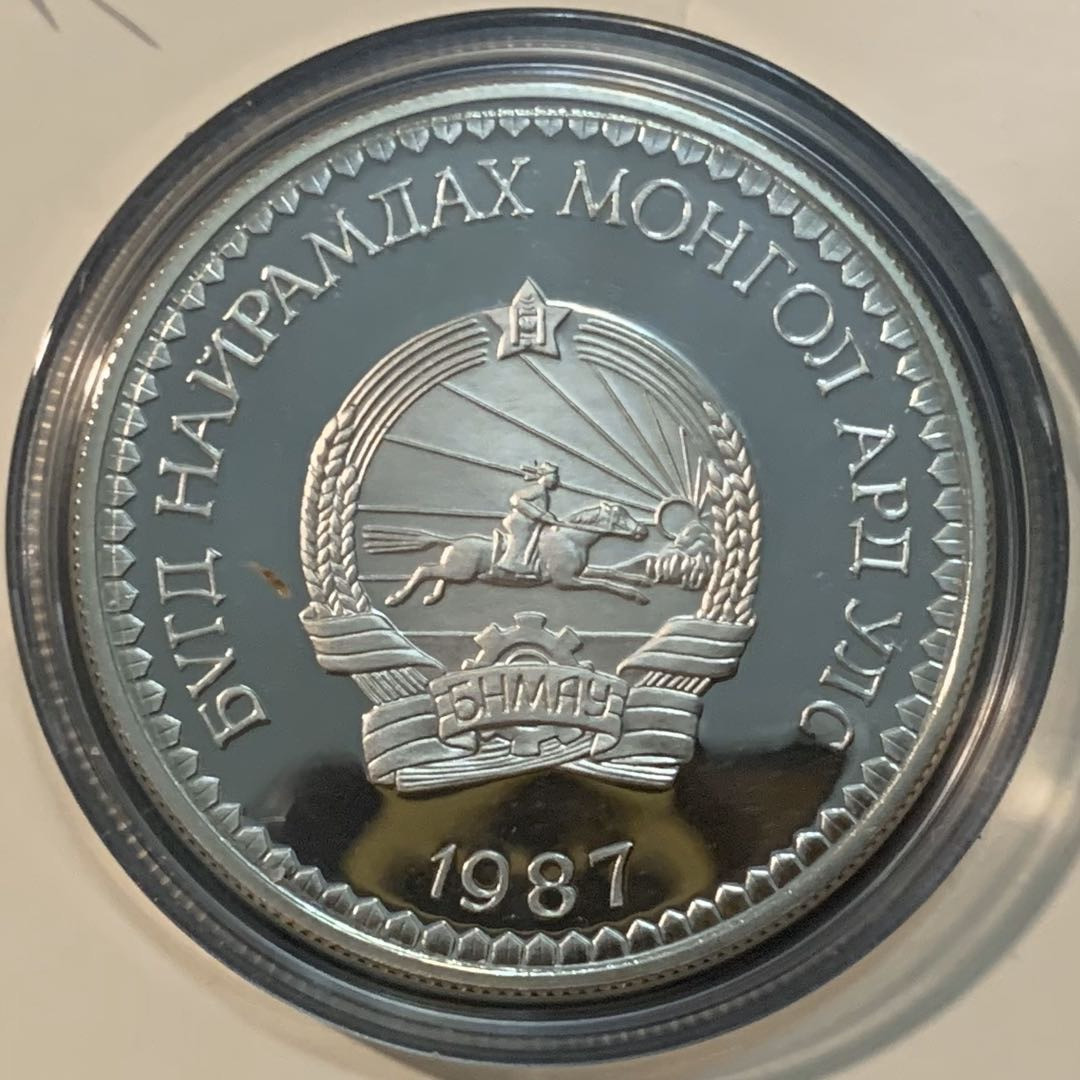 БҮГД НАЙРАМДАХ МОНГОЛ АРД УЛС
БНМАУ
1987